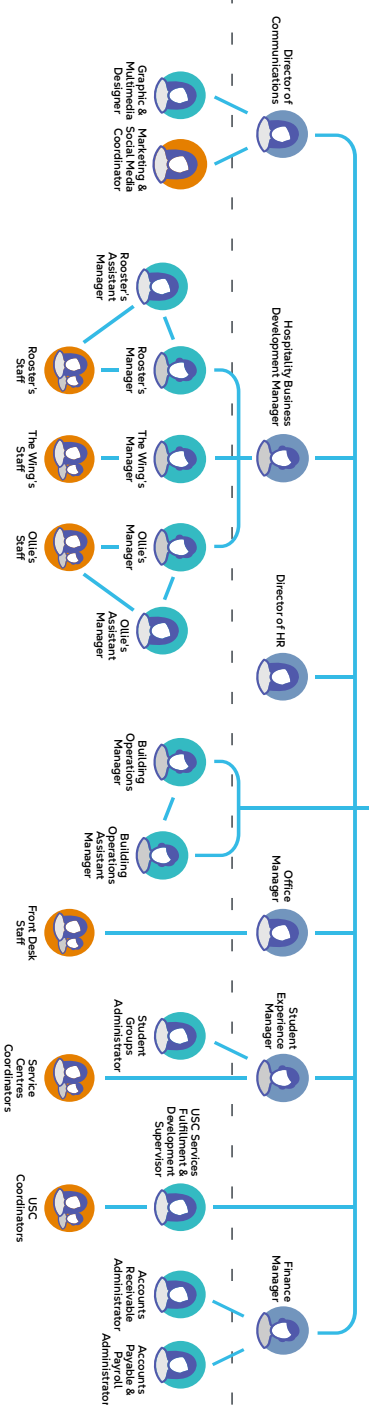 Director of
Communications
Graphic &
Multimedia
Designer
Marketing &
Social Media
Coordinator
Hospitality Business
Development Manager
Rooster's
Assistant
Manager
Rooster's
Manager
Rooster's
Staff
The Wing's
Manager
The Wing's
Staff
Ollie's
Manager
Ollie's
Staff
Ollie's
Assistant
Manager
Director of HR
Building
Operations
Manager
Building
Operations
Assistant
Manager
Office
Manager
Front Desk
Staff
Student
Experience
Manager
Student
Groups
Administrator
Service
Centres
Coordinators
USC Services
Fulfillment &
Development
Supervisor
USC
Coordinators
Finance
Manager
Accounts
Receivable
Administrator
Accounts
Payable &
Payroll
Administrator